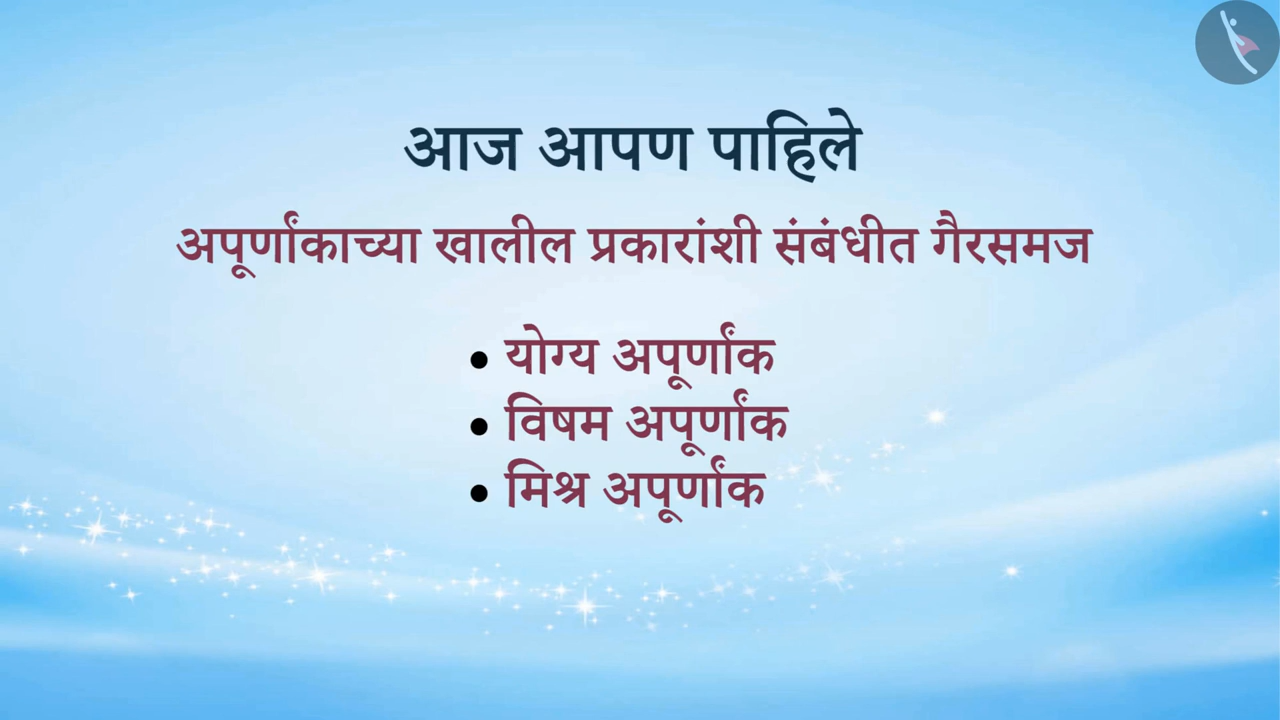 आज आपण पाहिले
अपूर्णांकाच्या खालील प्रकारांशी संबंधीत गैरसमज
• योग्य अपूर्णांक
• विषम अपूर्णांक
• मिश्र अपूर्णांक